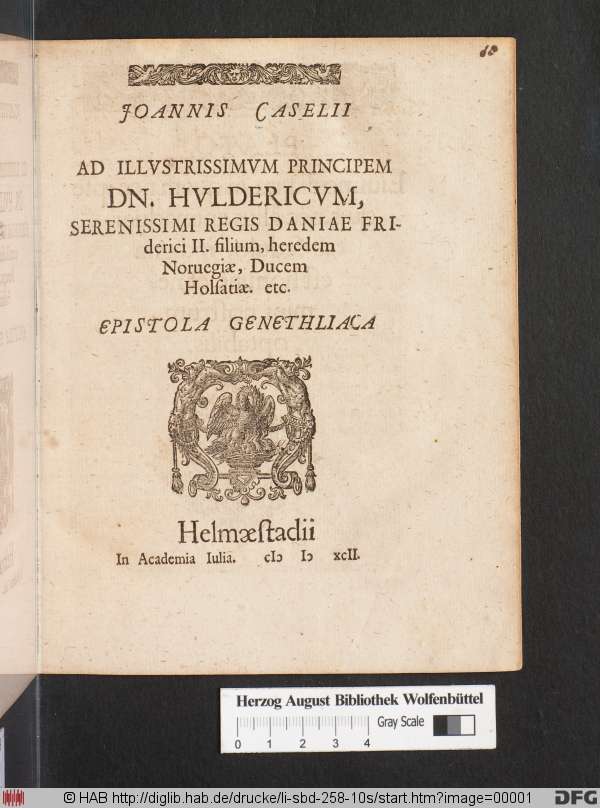 JOANNIS CASELII
AD ILLVSTRISSIMVM PRINCIPEM
DN. HVLDERICVM,
SERENISSIMI REGIS DANIAE FRI-
derici II. filium, heredem
Noruegiæ, Ducem
Holsatiæ. etc.
EPISTOLA GENETHLIACA
Helmæstadii
In Academia Iulia. cIɔ Iɔ xcII.
Herzog August Bibliothek Wolfenbüttel
Gray Scale
0 1 2 3 4
© HAB http://diglib.hab.de/drucke/li-sbd-258-10s/start.htm?image=00001
DFG